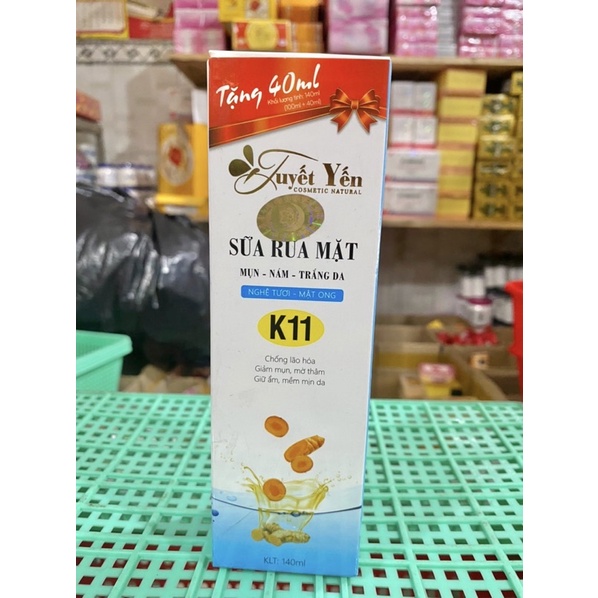 Tặng 40ml
Khối lượng tịnh 140ml
(100ml + 40ml)
Tuyết Yến
COSMETIC NATURAL
SỮA RỬA MẶT
MỤN - NÁM - TRẮNG DA
NGHỆ TƯƠI - MẬT ONG
K11
Chống lão hóa
Giảm mụn, mờ thâm
Giữ ẩm, mềm mịn da
KLT: 140ml